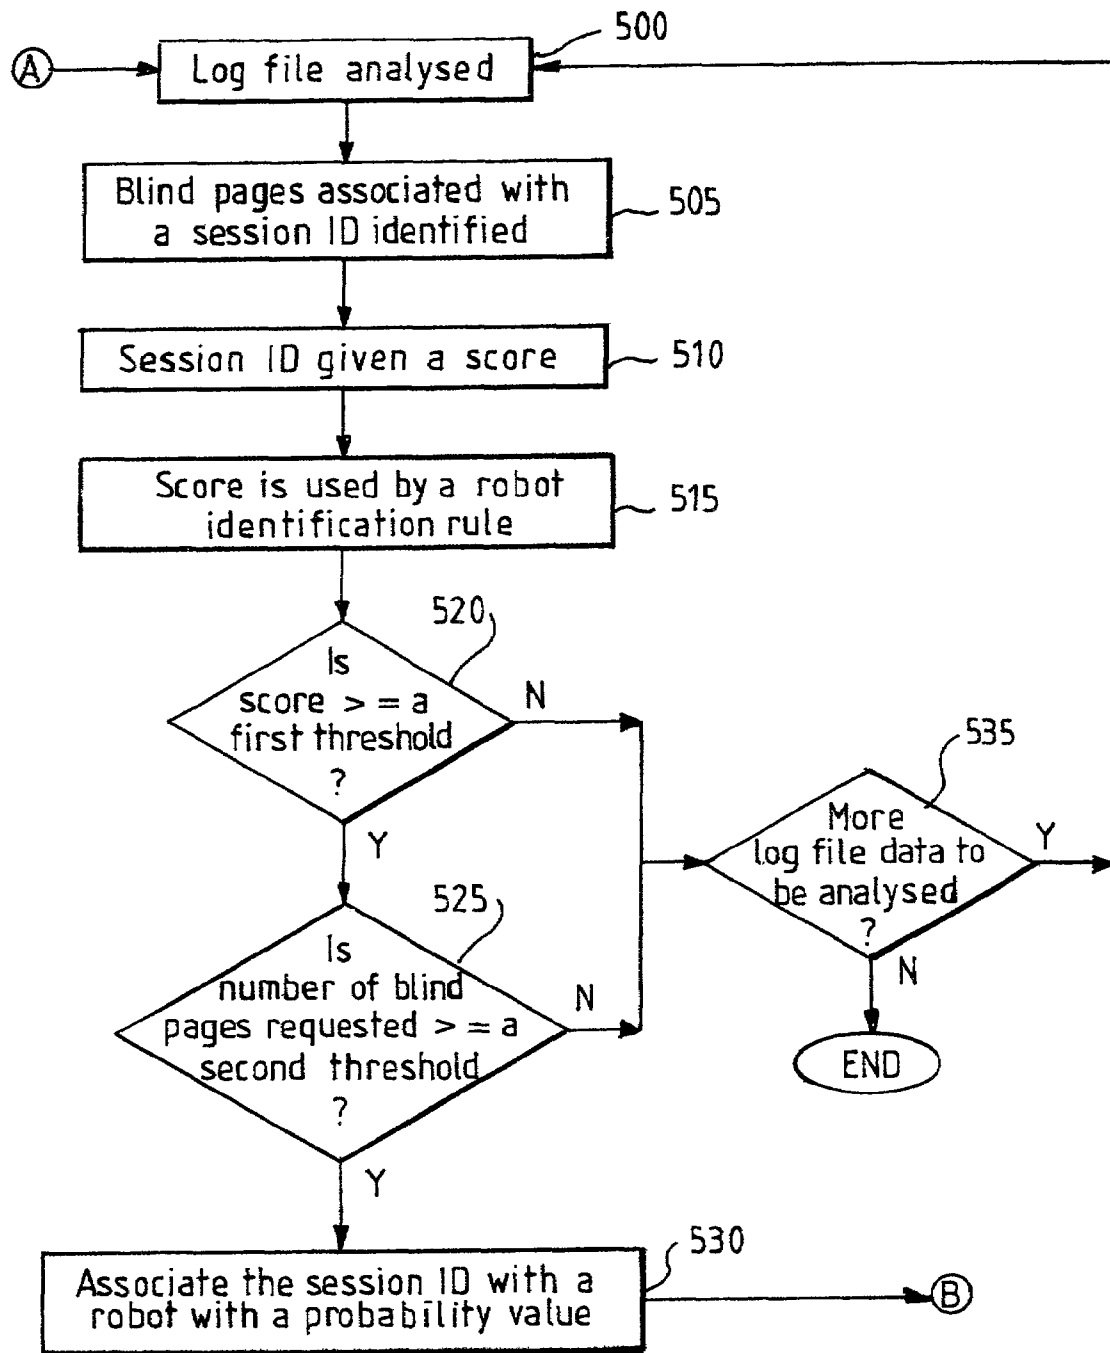 500
A
Log file analysed
Blind pages associated with
a session ID identified
505
Session ID given a score
510
Score is used by a robot
identification rule
515
520
Is
score > = a
first threshold
?
N
Y
535
More
log file data to
be analysed
?
Y
N
END
525
Is
number of blind
pages requested > = a
second threshold
?
N
Y
530
Associate the session ID with a
robot with a probability value
B